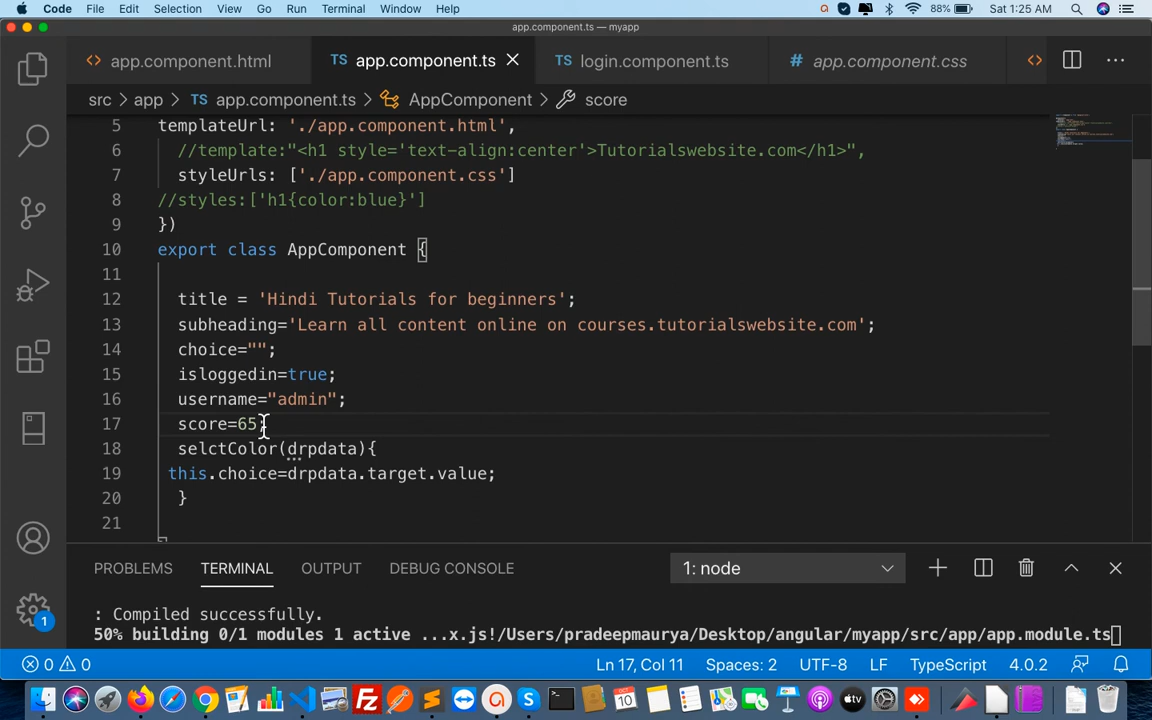 Code File Edit Selection View Go Run Terminal Window Help 88% Sat 1:25 AM
app.component.ts — myapp
<> app.component.html TS app.component.ts TS login.component.ts # app.component.css <> ...
src > app > TS app.component.ts > AppComponent > score
5 templateUrl: './app.component.html',
6 //template:"<h1 style='text-align:center'>Tutorialswebsite.com</h1>",
7 styleUrls: ['./app.component.css']
8 //styles:['h1{color:blue}']
9 })
10 export class AppComponent {
11
12 title = 'Hindi Tutorials for beginners';
13 subheading='Learn all content online on courses.tutorialswebsite.com';
14 choice="";
15 isloggedin=true;
16 username="admin";
17 score=65;
18 selctColor(drpdata){
19 this.choice=drpdata.target.value;
20 }
21
PROBLEMS TERMINAL OUTPUT DEBUG CONSOLE 1: node
: Compiled successfully.
50% building 0/1 modules 1 active ...x.js!/Users/pradeepmaurya/Desktop/angular/myapp/src/app/app.module.ts
1
0 0 Ln 17, Col 11 Spaces: 2 UTF-8 LF TypeScript 4.0.2